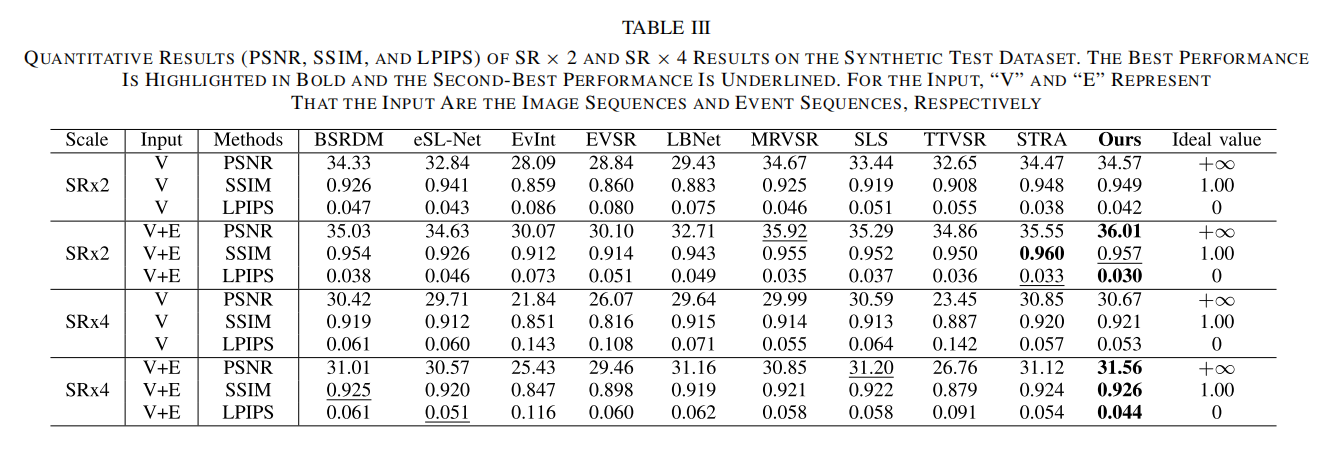 TABLE III
QUANTITATIVE RESULTS (PSNR, SSIM, AND LPIPS) OF SR × 2 AND SR × 4 RESULTS ON THE SYNTHETIC TEST DATASET. THE BEST PERFORMANCE
IS HIGHLIGHTED IN BOLD AND THE SECOND-BEST PERFORMANCE IS UNDERLINED. FOR THE INPUT, “V” AND “E” REPRESENT
THAT THE INPUT ARE THE IMAGE SEQUENCES AND EVENT SEQUENCES, RESPECTIVELY
Scale Input Methods BSRDM eSL-Net EvInt EVSR LBNet MRVSR SLS TTVSR STRA Ours Ideal value
V PSNR 34.33 32.84 28.09 28.84 29.43 34.67 33.44 32.65 34.47 34.57 +∞
SRx2 V SSIM 0.926 0.941 0.859 0.860 0.883 0.925 0.919 0.908 0.948 0.949 1.00
V LPIPS 0.047 0.043 0.086 0.080 0.075 0.046 0.051 0.055 0.038 0.042 0
V+E PSNR 35.03 34.63 30.07 30.10 32.71 35.92 35.29 34.86 35.55 36.01 +∞
SRx2 V+E SSIM 0.954 0.926 0.912 0.914 0.943 0.955 0.952 0.950 0.960 0.957 1.00
V+E LPIPS 0.038 0.046 0.073 0.051 0.049 0.035 0.037 0.036 0.033 0.030 0
V PSNR 30.42 29.71 21.84 26.07 29.64 29.99 30.59 23.45 30.85 30.67 +∞
SRx4 V SSIM 0.919 0.912 0.851 0.816 0.915 0.914 0.913 0.887 0.920 0.921 1.00
V LPIPS 0.061 0.060 0.143 0.108 0.071 0.055 0.064 0.142 0.057 0.053 0
V+E PSNR 31.01 30.57 25.43 29.46 31.16 30.85 31.20 26.76 31.12 31.56 +∞
SRx4 V+E SSIM 0.925 0.920 0.847 0.898 0.919 0.921 0.922 0.879 0.924 0.926 1.00
V+E LPIPS 0.061 0.051 0.116 0.060 0.062 0.058 0.058 0.091 0.054 0.044 0